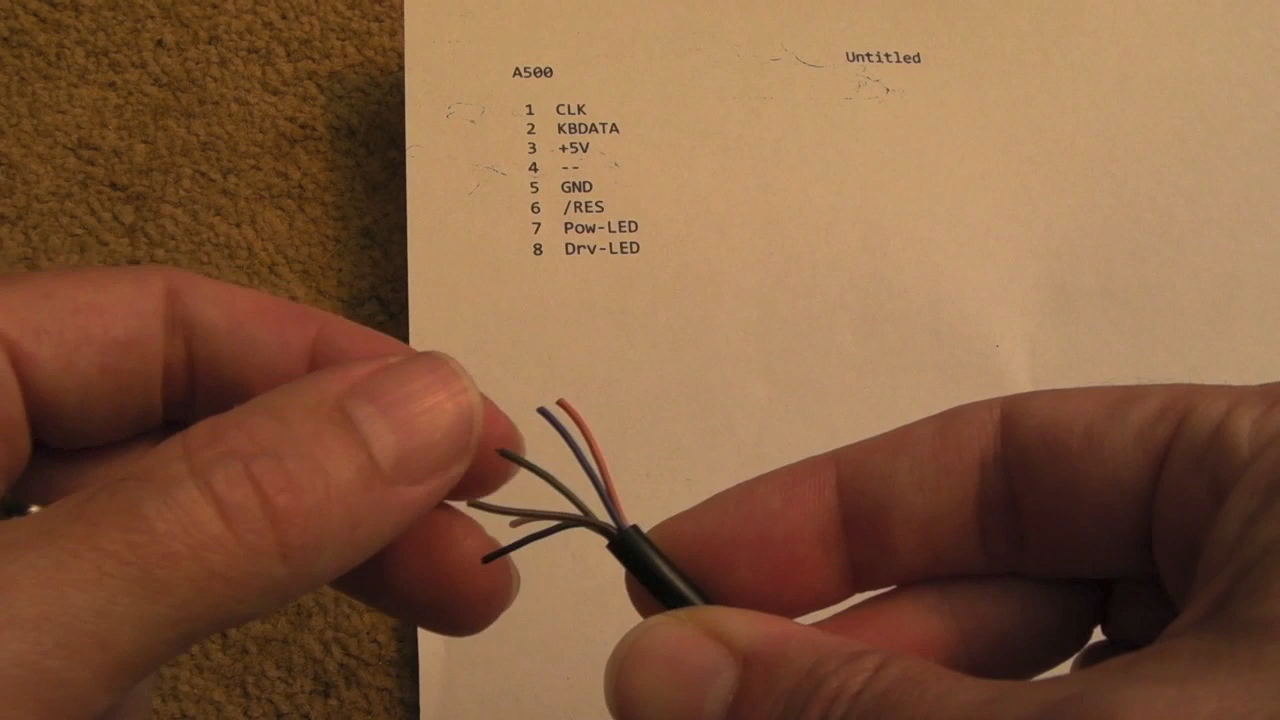 Untitled
A500
1 CLK
2 KBDATA
3 +5V
4 --
5 GND
6 /RES
7 Pow-LED
8 Drv-LED